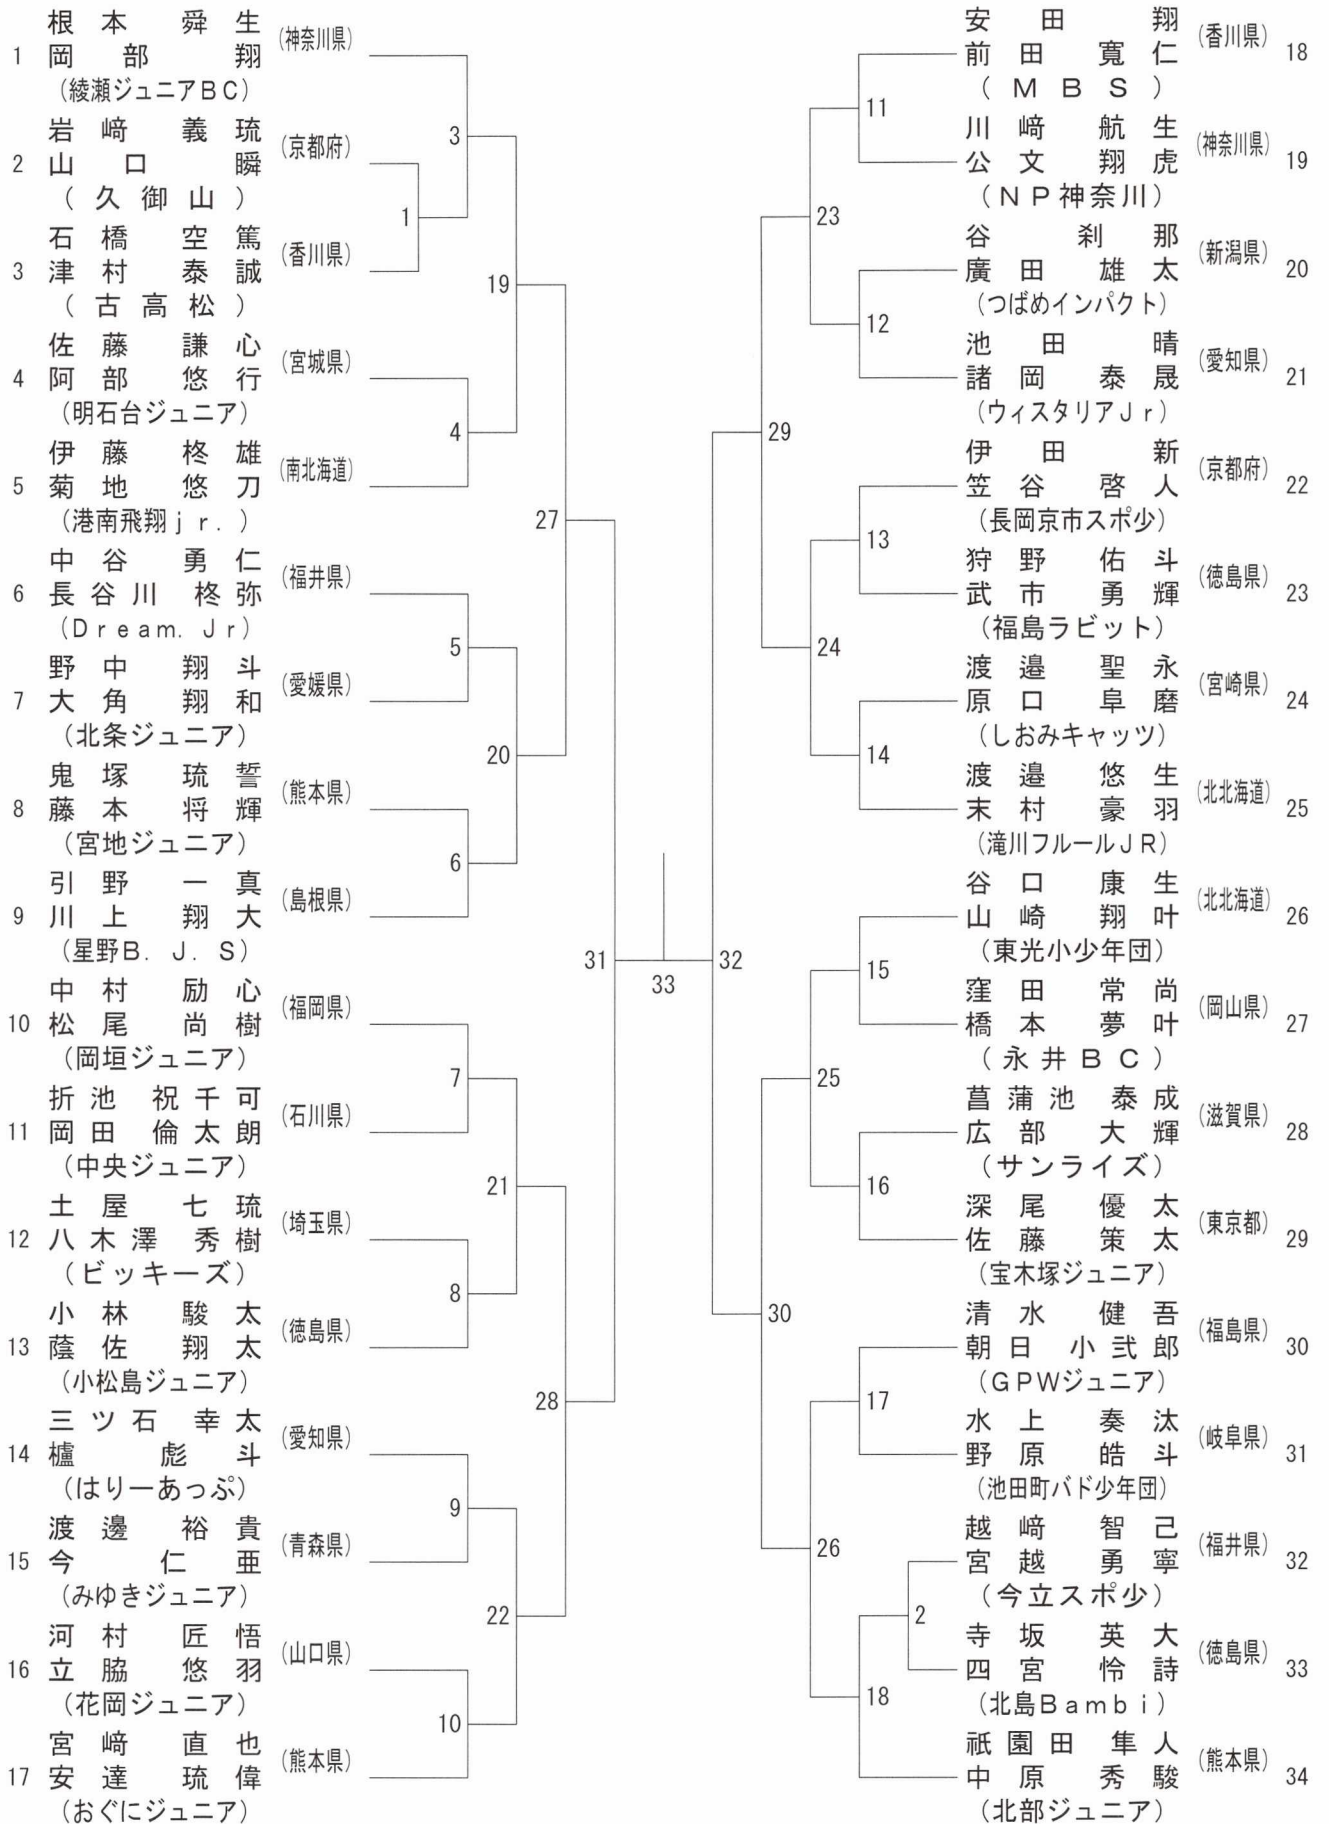 根本 舜生
(神奈川県)
1 岡部 翔
(綾瀬ジュニアBC)
岩﨑 義琉
(京都府)
2 山口 瞬
(久御山)
石橋 空篤
(香川県)
3 津村 泰誠
(古高松)
佐藤 謙心
(宮城県)
4 阿部 悠行
(明石台ジュニア)
伊藤 柊雄
(南北海道)
5 菊地 悠刀
(港南飛翔jr.)
中谷 勇仁
(福井県)
6 長谷川 柊弥
(Dream.Jr)
野中 翔斗
(愛媛県)
7 大角 翔和
(北条ジュニア)
鬼塚 琉誓
(熊本県)
8 藤本 将輝
(宮地ジュニア)
引野 一真
(島根県)
9 川上 翔大
(星野B.J.S)
中村 励心
(福岡県)
10 松尾 尚樹
(岡垣ジュニア)
折池 祝千可
(石川県)
11 岡田 倫太朗
(中央ジュニア)
土屋 七琉
(埼玉県)
12 八木澤 秀樹
(ビッキーズ)
小林 駿太
(徳島県)
13 蔭佐 翔太
(小松島ジュニア)
三ツ石 幸太
(愛知県)
14 櫨 彪斗
(はりーあっぷ)
渡邊 裕貴
(青森県)
15 今 仁亜
(みゆきジュニア)
河村 匠悟
(山口県)
16 立脇 悠羽
(花岡ジュニア)
宮﨑 直也
(熊本県)
17 安達 琉偉
(おぐにジュニア)
3
1
19
4
27
5
20
6
31
7
21
8
28
9
22
10
33
32
11
23
12
29
13
24
14
15
25
16
30
17
26
2
18
安田 翔
(香川県)
前田 寛仁 18
(MBS)
川﨑 航生
(神奈川県)
公文 翔虎 19
(NP神奈川)
谷 刹那
(新潟県)
廣田 雄太 20
(つばめインパクト)
池田 晴
(愛知県)
諸岡 泰晟 21
(ウィスタリアJr)
伊田 新
(京都府)
笠谷 啓人 22
(長岡京市スポ少)
狩野 佑斗
(徳島県)
武市 勇輝 23
(福島ラビット)
渡邉 聖永
(宮崎県)
原口 阜磨 24
(しおみキャッツ)
渡邉 悠生
(北北海道)
末村 豪羽 25
(滝川フルールJR)
谷口 康生
(北北海道)
山崎 翔叶 26
(東光小少年団)
窪田 常尚
(岡山県)
橋本 夢叶 27
(永井BC)
菖蒲池 泰成
(滋賀県)
広部 大輝 28
(サンライズ)
深尾 優太
(東京都)
佐藤 策太 29
(宝木塚ジュニア)
清水 健吾
(福島県)
朝日 小弐郎 30
(GPWジュニア)
水上 奏汰
(岐阜県)
野原 皓斗 31
(池田町バド少年団)
越﨑 智己
(福井県)
宮越 勇寧 32
(今立スポ少)
寺坂 英大
(徳島県)
四宮 怜詩 33
(北島Bambi)
祇園田 隼人
(熊本県)
中原 秀駿 34
(北部ジュニア)